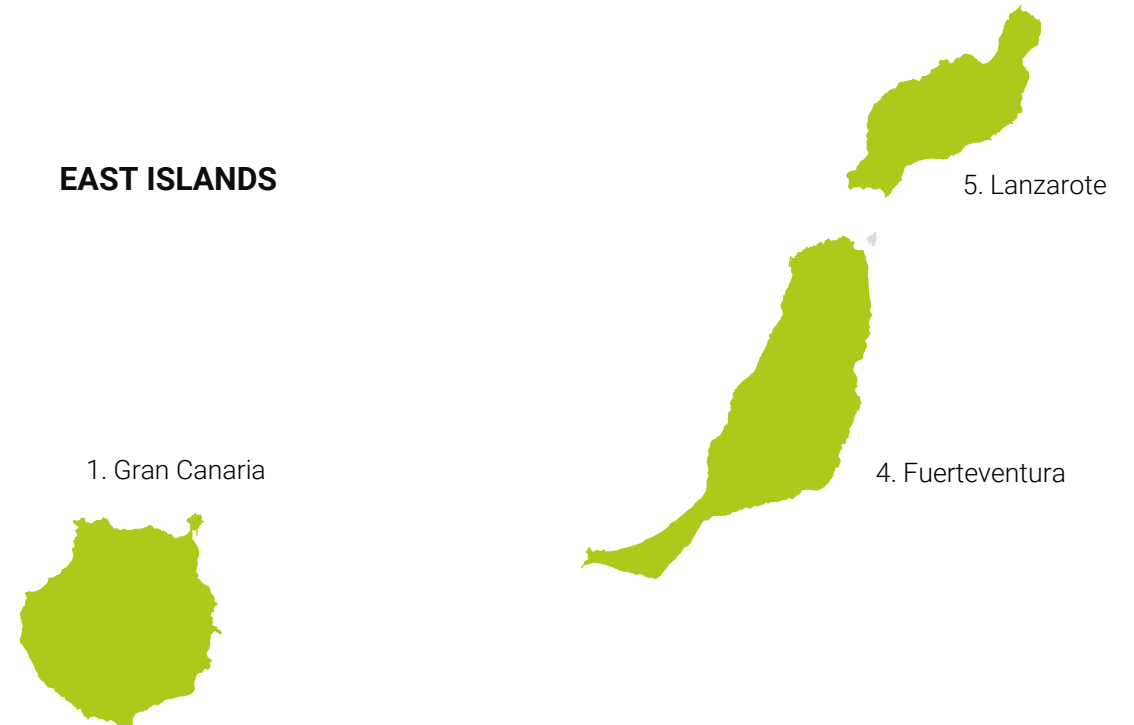 EAST ISLANDS
5. Lanzarote
1. Gran Canaria
4. Fuerteventura